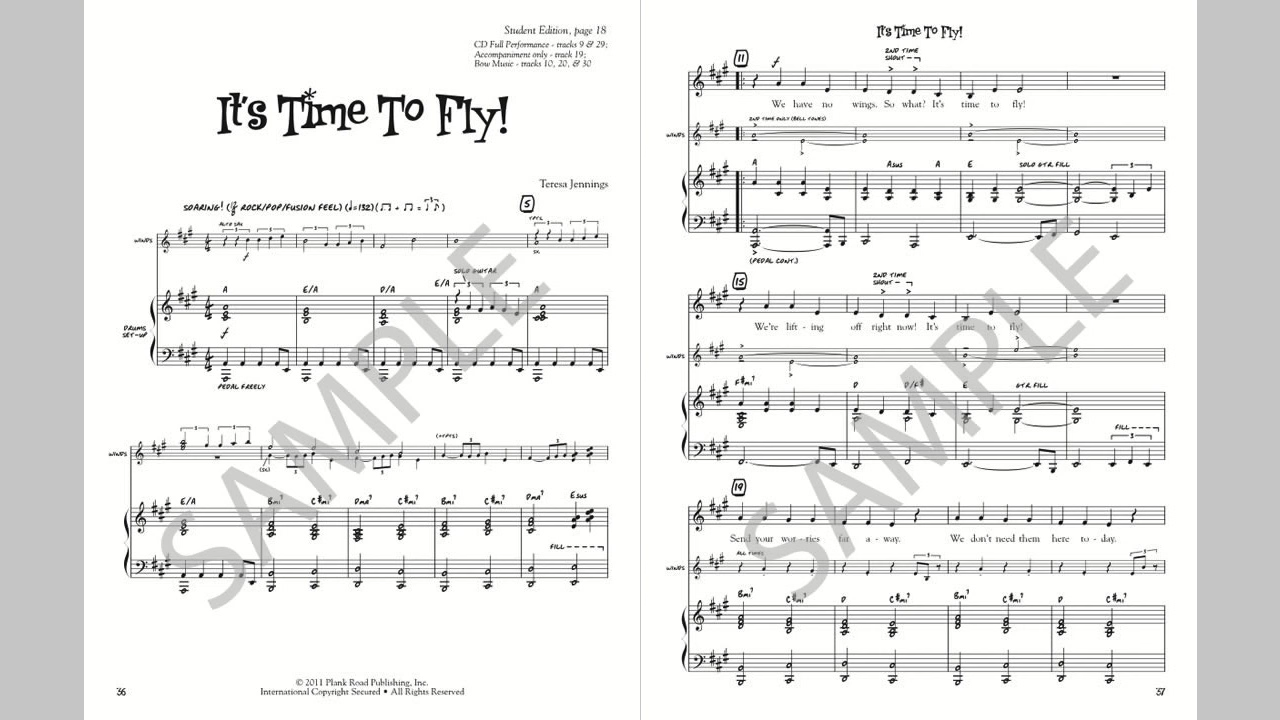 Student Edition, page 18
CD Full Performance - tracks 9 & 29;
Accompaniment only - track 19;
Bow Music - tracks 10, 20, & 30
It's Time To Fly!
Teresa Jennings
SOARING! (ROCK/POP/FUSION FEEL) (♩=132)
5
WINDS
f
SOLO GUITAR
A E/A D/A E/A A
DRUMS SET-UP
f
PEDAL FREELY
WINDS
E/A Bmi7 C#mi7 Dma7 C#mi7 Bmi7 C#mi7 Dma7 Esus
FILL
SAMPLE
© 2011 Plank Road Publishing, Inc.
International Copyright Secured • All Rights Reserved
36
It's Time To Fly!
11
f
2ND TIME
SHOUT
We have no wings. So what? It's time to fly!
2ND TIME ONLY (BELL TONES)
WINDS
A Asus A E SOLO GTR FILL
(PEDAL CONT.)
15
2ND TIME
SHOUT
We're lift - ing off right now! It's time to fly!
WINDS
F#mi7 D D/F# E GTR FILL
FILL
19
Send your wor - ries far a - way. We don't need them here to - day.
ALL TIMES
WINDS
Bmi7 C#mi7 D C#mi7 Bmi7 C#mi7 D C#mi7
SAMPLE
37